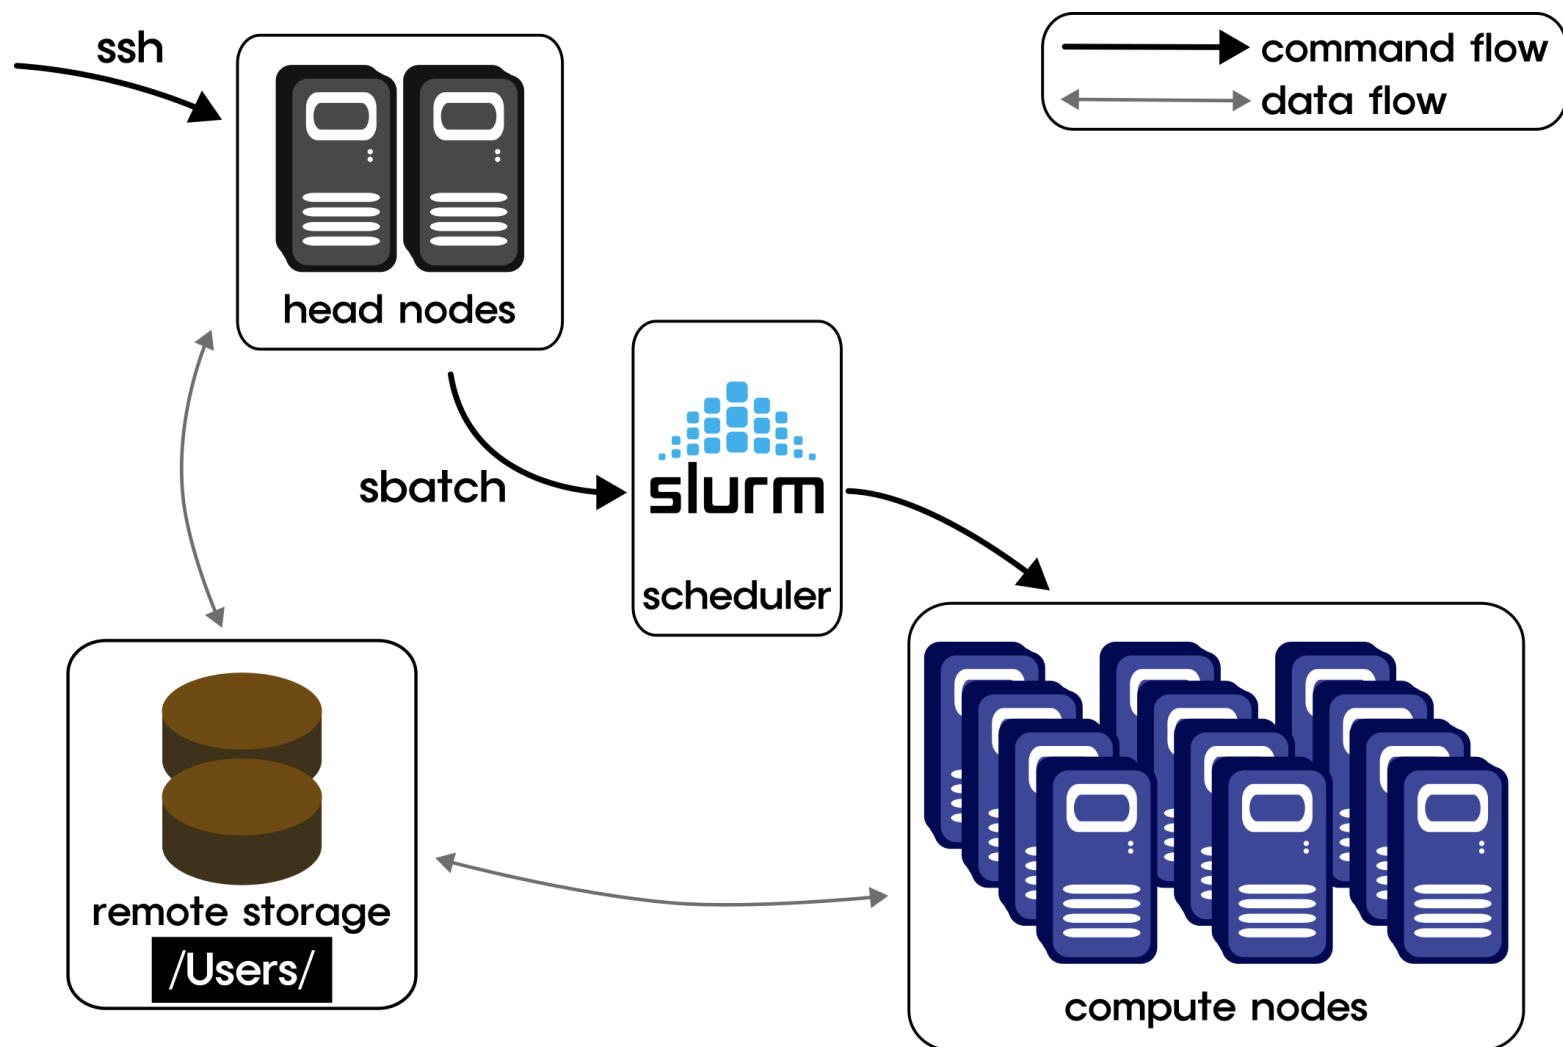 ssh
command flow
data flow
head nodes
sbatch
slurm
scheduler
remote storage
/Users/
compute nodes